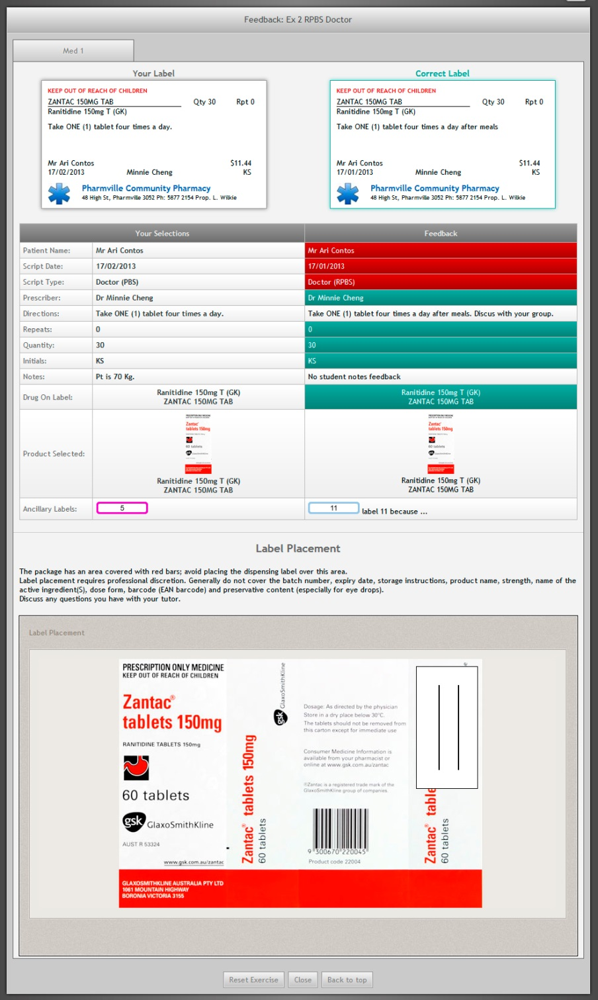 Feedback: Ex 2 RPBS Doctor
Med 1
Your Label
KEEP OUT OF REACH OF CHILDREN
ZANTAC 150MG TAB Qty 30 Rpt 0
Ranitidine 150mg T (GK)
Take ONE (1) tablet four times a day.
Mr Ari Contos $11.44
17/02/2013 Minnie Cheng KS
Pharmville Community Pharmacy
48 High St, Pharmville 3052 Ph: 5877 2154 Prop. L. Wilkie
Correct Label
KEEP OUT OF REACH OF CHILDREN
ZANTAC 150MG TAB Qty 30 Rpt 0
Ranitidine 150mg T (GK)
Take ONE (1) tablet four times a day after meals
Mr Ari Contos $11.44
17/01/2013 Minnie Cheng KS
Pharmville Community Pharmacy
48 High St, Pharmville 3052 Ph: 5877 2154 Prop. L. Wilkie
Your Selections Feedback
Patient Name: Mr Ari Contos Mr Ari Contos
Script Date: 17/02/2013 17/01/2013
Script Type: Doctor (PBS) Doctor (RPBS)
Prescriber: Dr Minnie Cheng Dr Minnie Cheng
Directions: Take ONE (1) tablet four times a day. Take ONE (1) tablet four times a day after meals. Discus with your group.
Repeats: 0 0
Quantity: 30 30
Initials: KS KS
Notes: Pt is 70 Kg. No student notes feedback
Drug On Label: Ranitidine 150mg T (GK) Ranitidine 150mg T (GK)
ZANTAC 150MG TAB ZANTAC 150MG TAB
Product Selected:
Zantac tablets 150mg
60 tablets
Ranitidine 150mg T (GK)
ZANTAC 150MG TAB
Zantac tablets 150mg
60 tablets
Ranitidine 150mg T (GK)
ZANTAC 150MG TAB
Ancillary Labels: 5 11 label 11 because ...
Label Placement
The package has an area covered with red bars; avoid placing the dispensing label over this area.
Label placement requires professional discretion. Generally do not cover the batch number, expiry date, storage instructions, product name, strength, name of the
active ingredient(S), dose form, barcode (EAN barcode) and preservative content (especially for eye drops).
Discuss any questions you have with your tutor.
Label Placement
PRESCRIPTION ONLY MEDICINE
KEEP OUT OF REACH OF CHILDREN
Zantac®
tablets 150mg
RANITIDINE TABLETS 150mg
60 tablets
gsk GlaxoSmithKline
AUST R 53324
www.gsk.com.au/zantac
GLAXOSMITHKLINE AUSTRALIA PTY LTD
1061 MOUNTAIN HIGHWAY
BORONIA VICTORIA 3155
gsk GlaxoSmithKline
Zantac® tablets 150mg
60 tablets
Dosage: As directed by the physician
Store in a dry place below 30°C.
The tablets should not be removed from
this carton except for immediate use
Consumer Medicine Information is
available from your pharmacist or
online at www.gsk.com.au/zantac
®Zantac is a registered trade mark of the
GlaxoSmithKline group of companies.
9 300670 220045
Product code 22004
e
Zantac® table
60 tablets
Reset Exercise Close Back to top